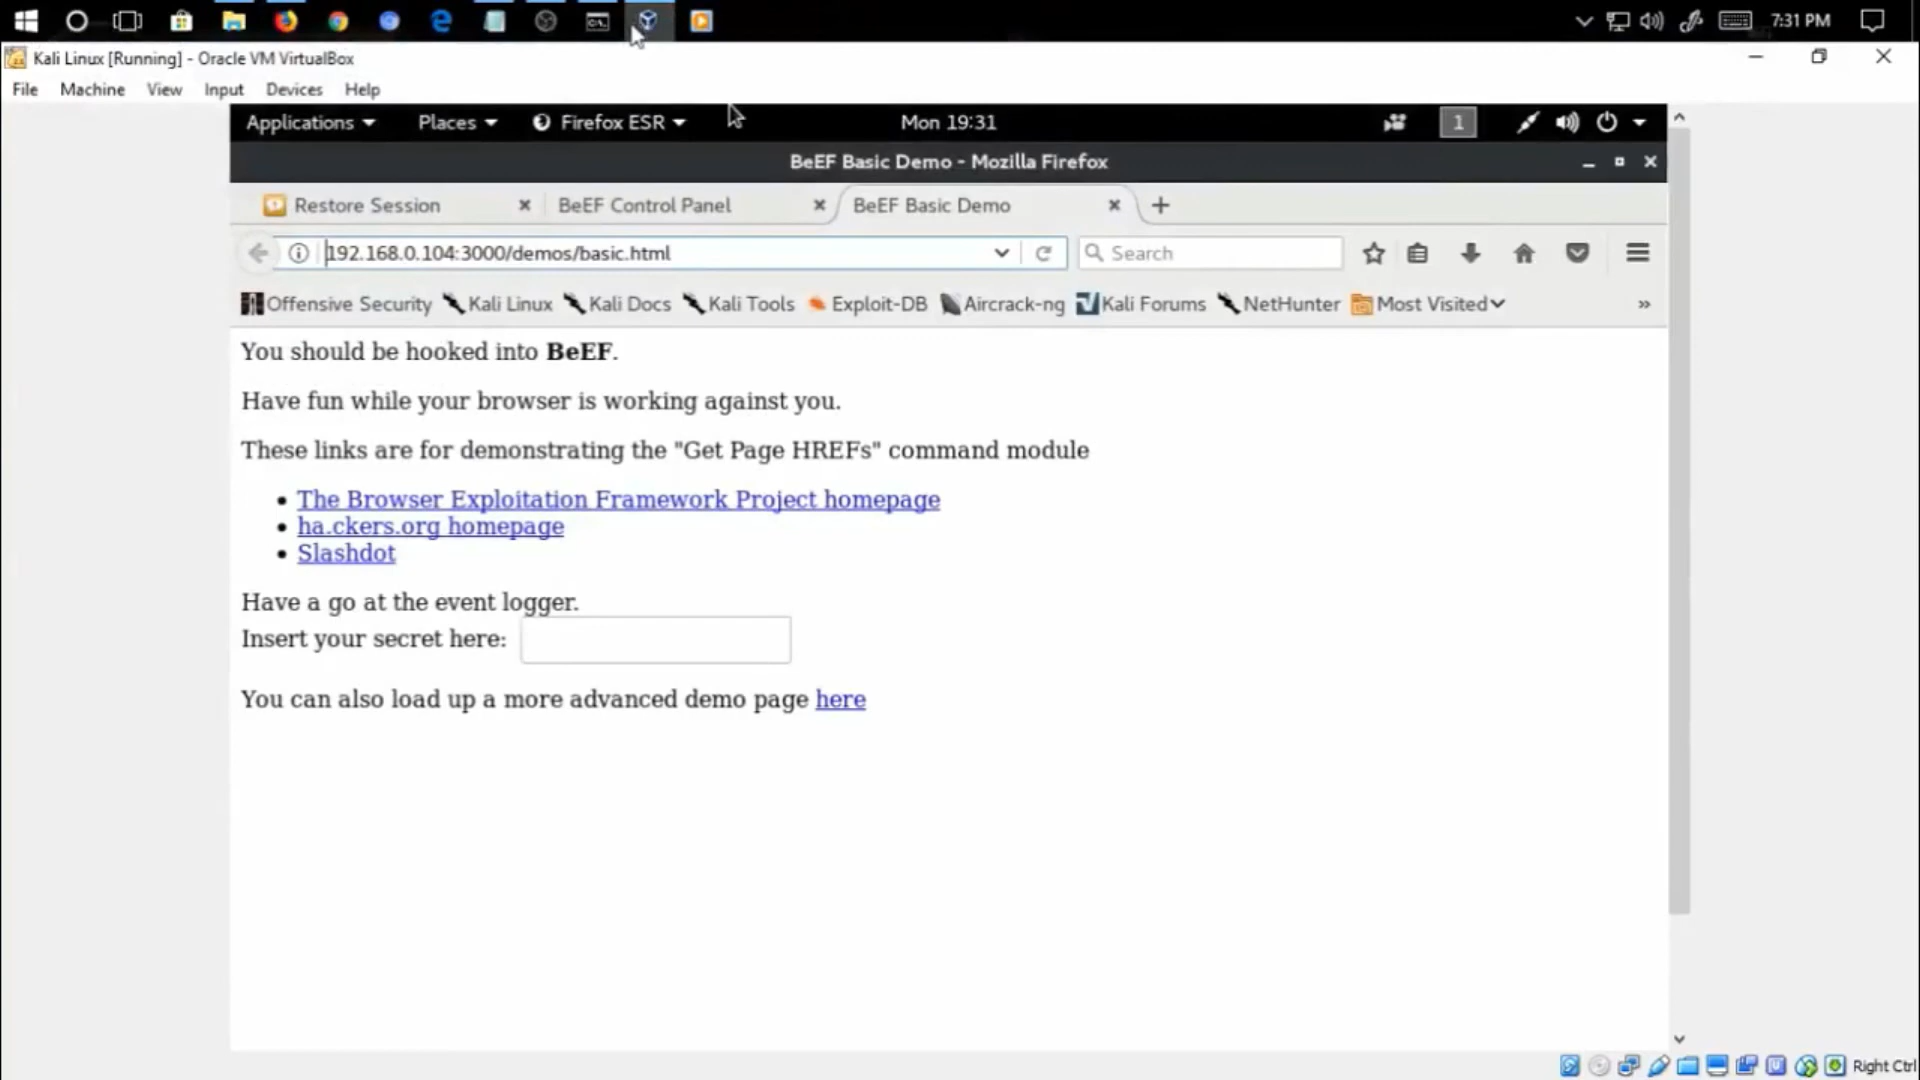 7:31 PM
Kali Linux [Running] - Oracle VM VirtualBox
File Machine View Input Devices Help
Applications Places Firefox ESR Mon 19:31 1
BeEF Basic Demo - Mozilla Firefox
Restore Session BeEF Control Panel BeEF Basic Demo
192.168.0.104:3000/demos/basic.html Search
Offensive Security Kali Linux Kali Docs Kali Tools Exploit-DB Aircrack-ng Kali Forums NetHunter Most Visited
You should be hooked into BeEF.
Have fun while your browser is working against you.
These links are for demonstrating the "Get Page HREFs" command module
The Browser Exploitation Framework Project homepage
ha.ckers.org homepage
Slashdot
Have a go at the event logger.
Insert your secret here:
You can also load up a more advanced demo page here
Right Ctrl